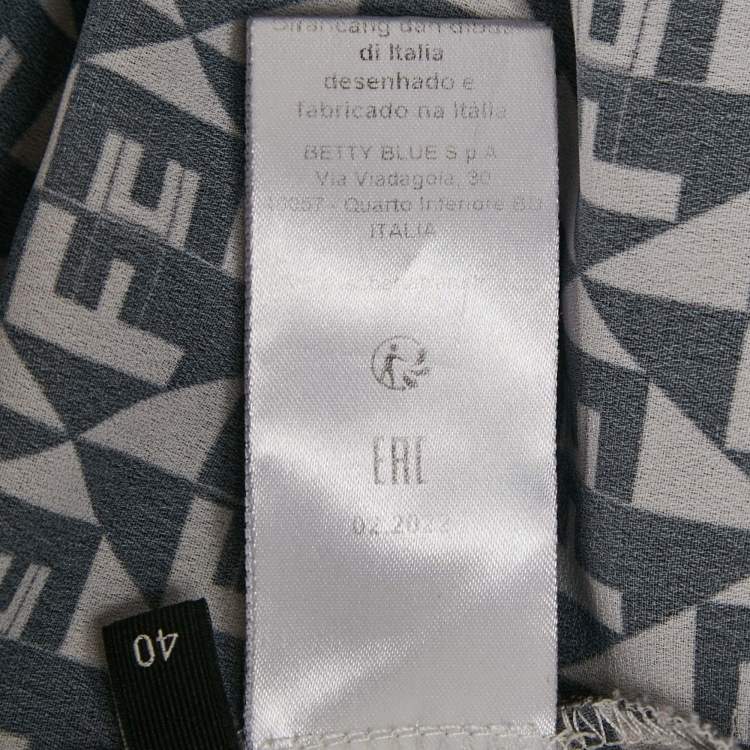 di Italia
desenhado e
fabricado na Itália
BETTY BLUE S.p.A
Via Viadagola, 30
- Quarto Inferiore BO
ITALIA
EAC
02.2022
40